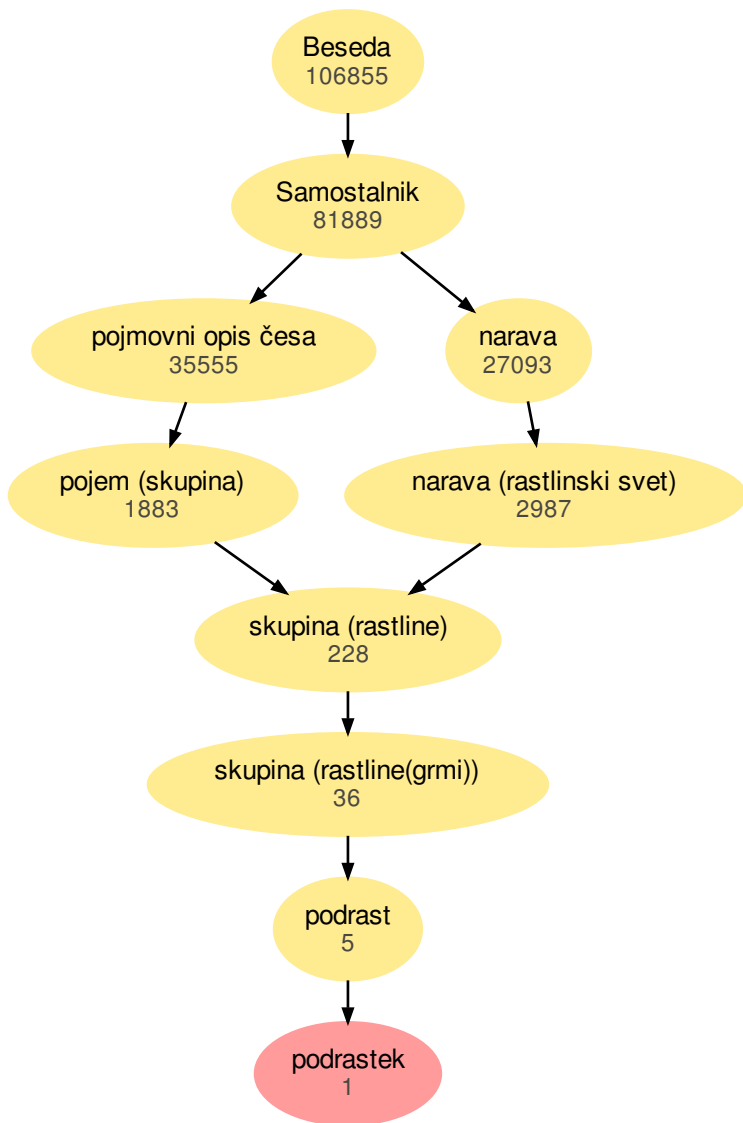 Beseda
106855
Samostalnik
81889
pojmovni opis česa
35555
narava
27093
pojem (skupina)
1883
narava (rastlinski svet)
2987
skupina (rastline)
228
skupina (rastline(grmi))
36
podrast
5
podrastek
1